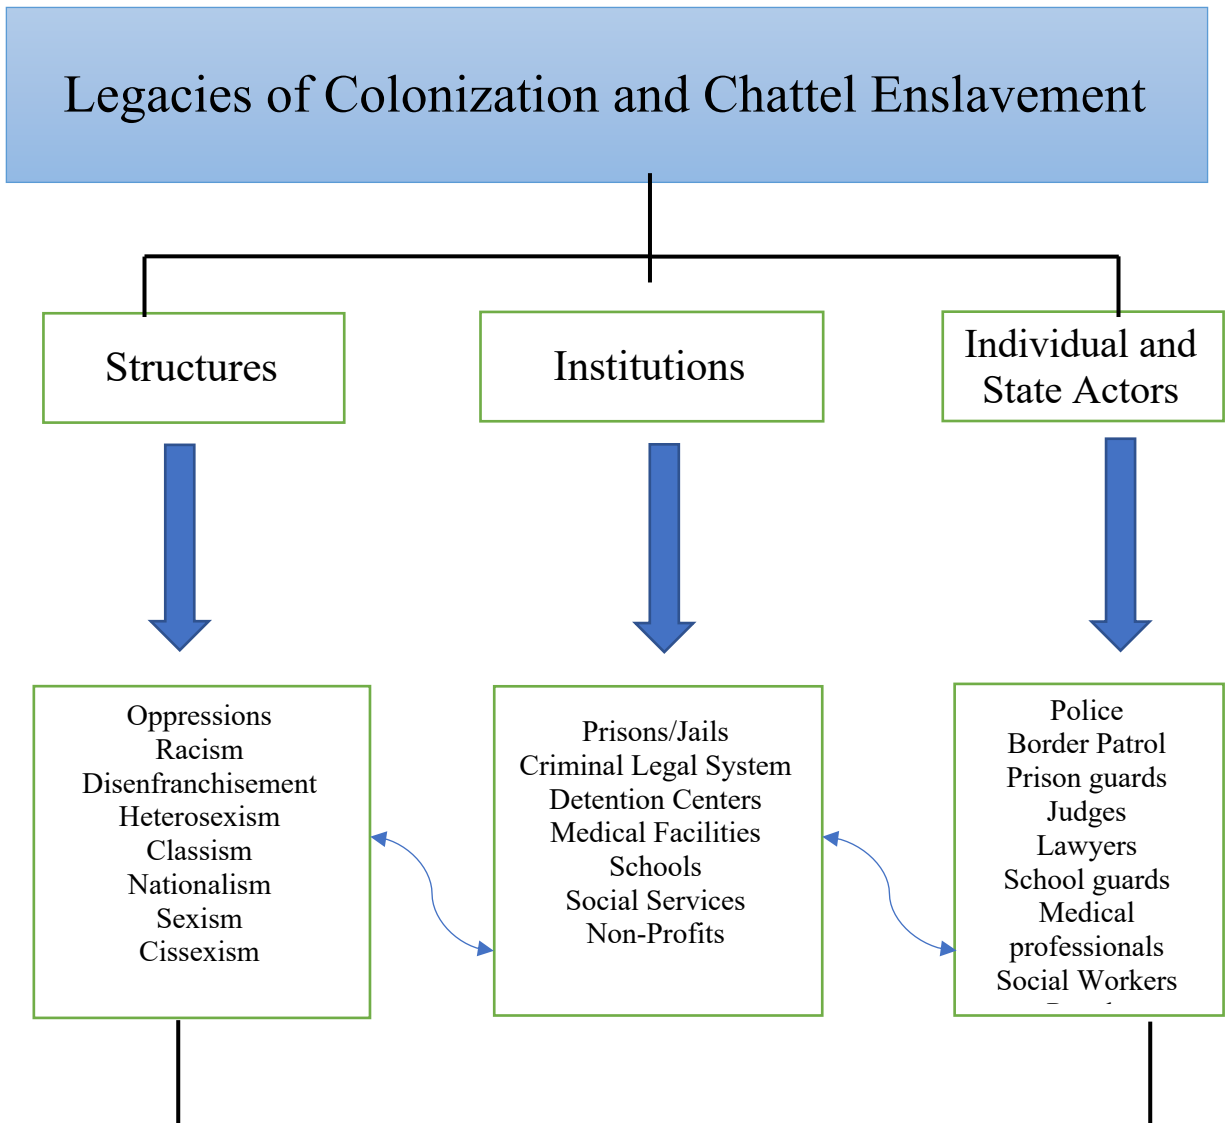 Legacies of Colonization and Chattel Enslavement
Structures
Institutions
Individual and
State Actors
Oppressions
Racism
Disenfranchisement
Heterosexism
Classism
Nationalism
Sexism
Cissexism
Prisons/Jails
Criminal Legal System
Detention Centers
Medical Facilities
Schools
Social Services
Non-Profits
Police
Border Patrol
Prison guards
Judges
Lawyers
School guards
Medical
professionals
Social Workers